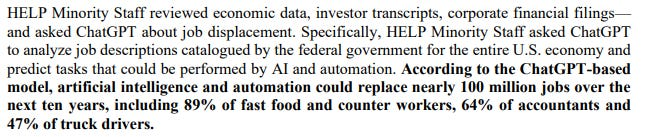 HELP Minority Staff reviewed economic data, investor transcripts, corporate financial filings—
and asked ChatGPT about job displacement. Specifically, HELP Minority Staff asked ChatGPT
to analyze job descriptions catalogued by the federal government for the entire U.S. economy and
predict tasks that could be performed by AI and automation. According to the ChatGPT-based
model, artificial intelligence and automation could replace nearly 100 million jobs over the
next ten years, including 89% of fast food and counter workers, 64% of accountants and
47% of truck drivers.